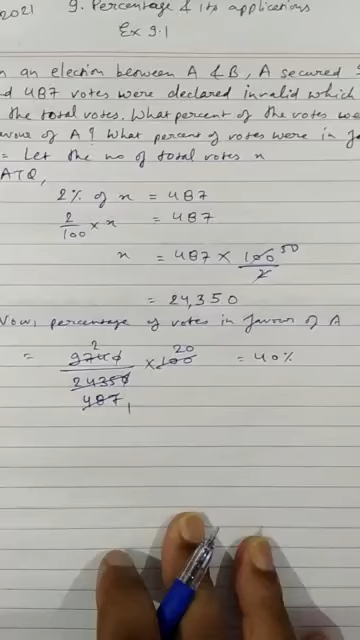 2021 9. Percentage & its applications
Ex 9.1
n an election between A & B, A secured
d 487 votes were declared invalid which
the total votes. What percent of the votes we
avour of A? What percent of votes were in fa
= Let the no of total votes x
ATQ,
2% of x = 487
2/100 × x = 487
x = 487 × 100 50 / 2
= 24,350
Now, percentage of votes in favour of A
= 2 9740 / 24350 487 1 × 100 20 = 40%